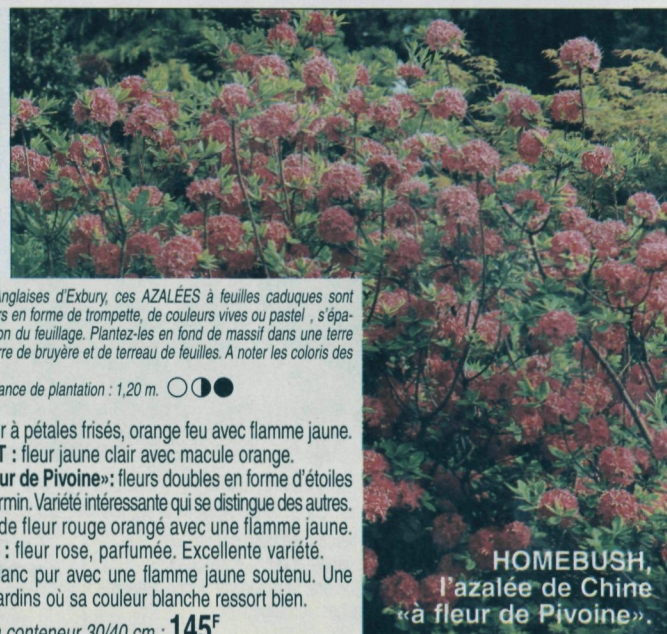 Anglaises d'Exbury, ces AZALÉES à feuilles caduques sont
rs en forme de trompette, de couleurs vives ou pastel , s'épa-
on du feuillage. Plantez-les en fond de massif dans une terre
rre de bruyère et de terreau de feuilles. A noter les coloris des
ance de plantation : 1,20 m.
r à pétales frisés, orange feu avec flamme jaune.
T : fleur jaune clair avec macule orange.
ur de Pivoine»: fleurs doubles en forme d'étoiles
rmin. Variété intéressante qui se distingue des autres.
de fleur rouge orangé avec une flamme jaune.
: fleur rose, parfumée. Excellente variété.
lanc pur avec une flamme jaune soutenu. Une
ardins où sa couleur blanche ressort bien.
conteneur 30/40 cm : 145F
HOMEBUSH,
l'azalée de Chine
«à fleur de Pivoine».